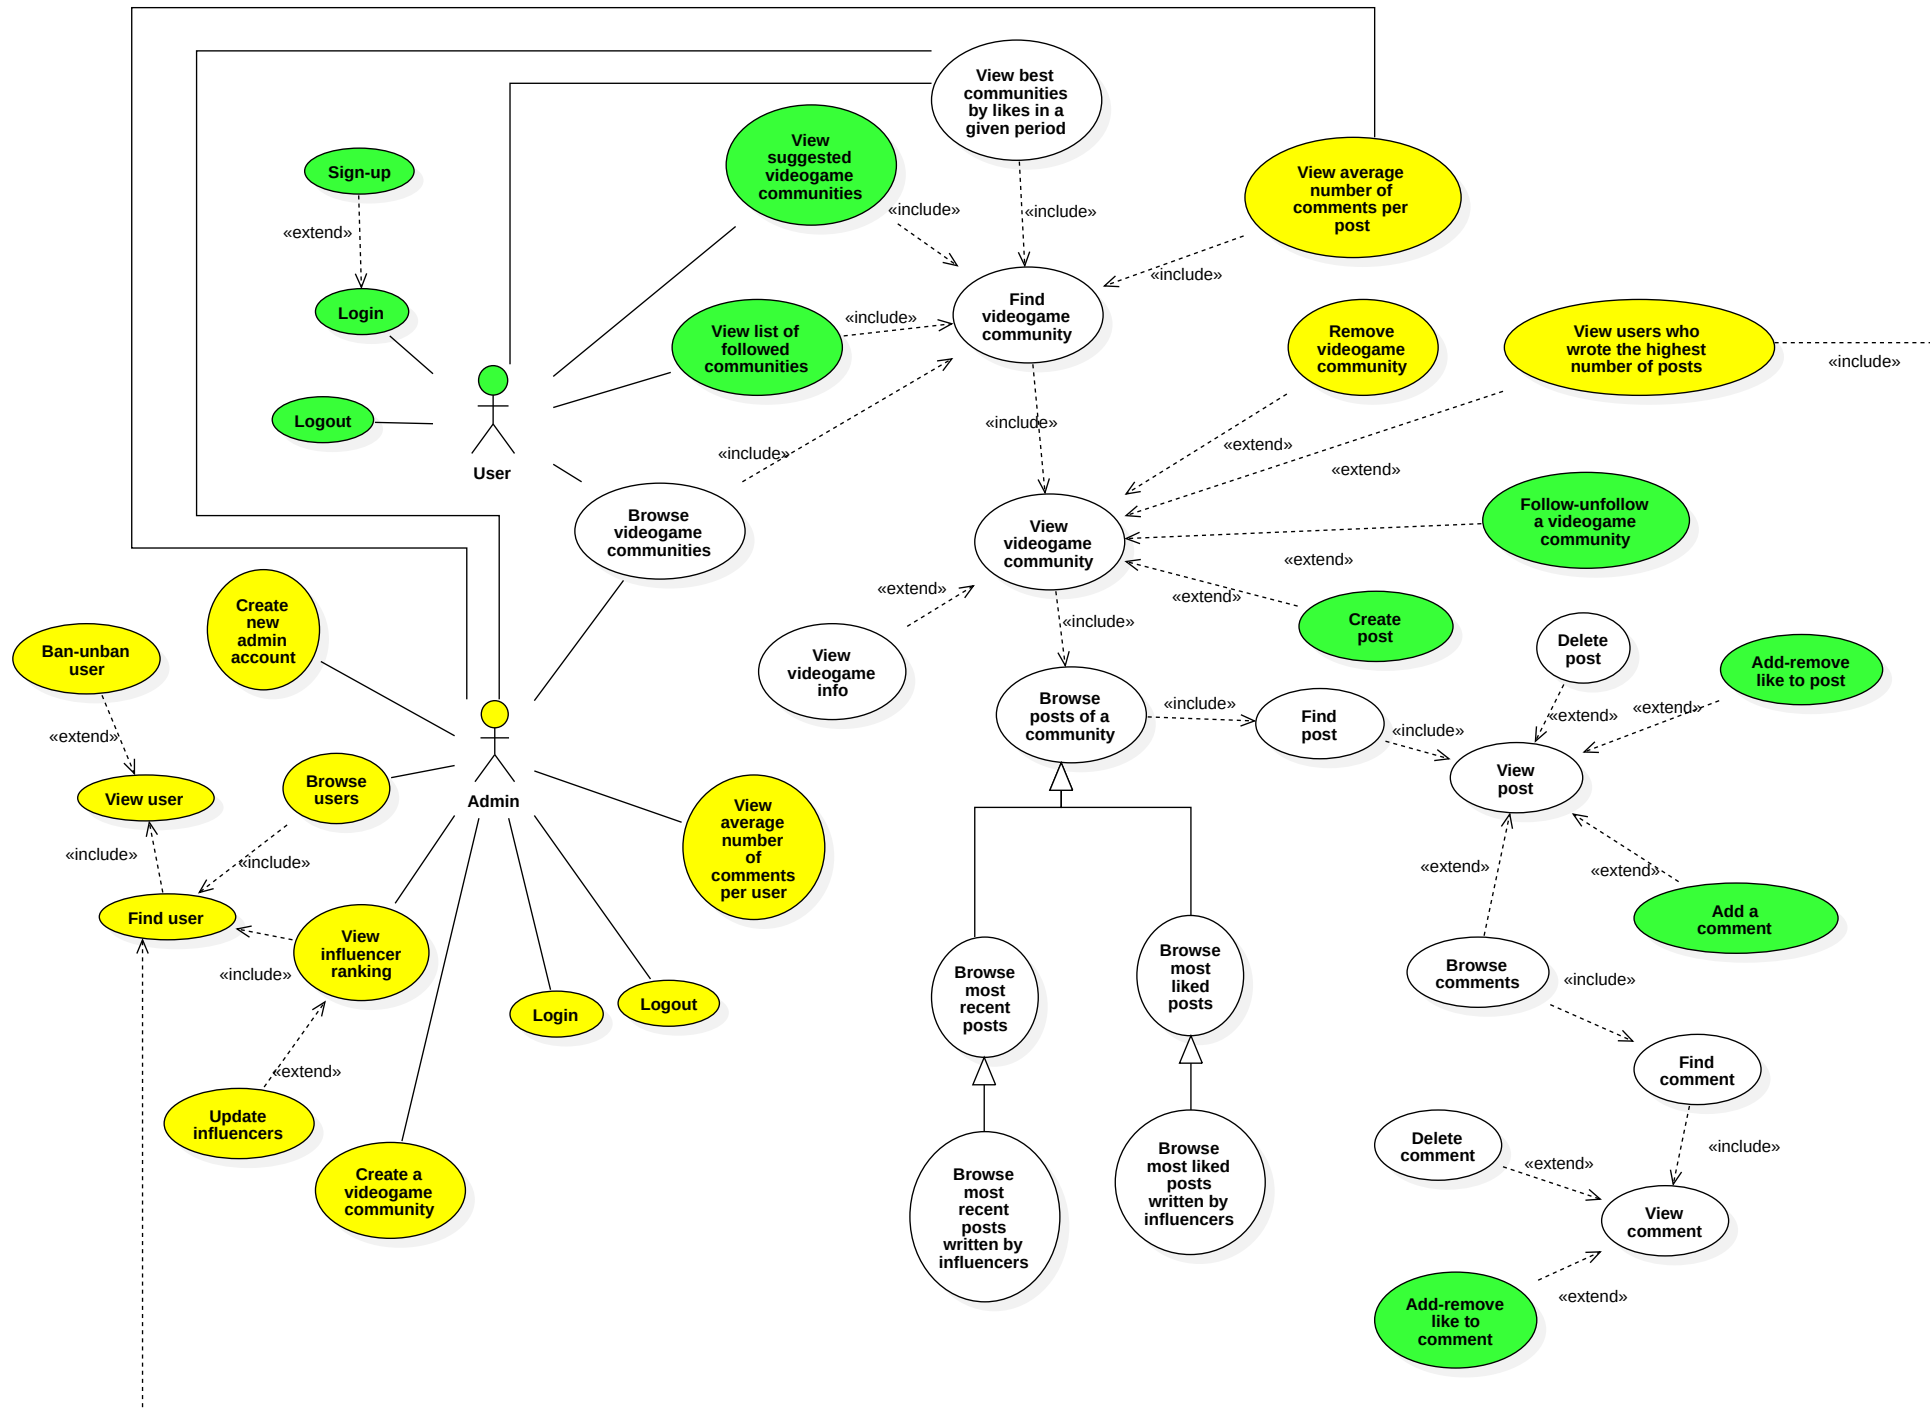 View best
communities
by likes in a
given period
View
suggested
videogame
communities
Sign-up
View average
number of
comments per
post
«include»
«include»
«extend»
«include»
Find
videogame
community
Login
«include»
View list of
followed
communities
Remove
videogame
community
View users who
wrote the highest
number of posts
«include»
Logout
«include»
«include»
«extend»
«extend»
User
Browse
videogame
communities
View
videogame
community
Follow-unfollow
a videogame
community
«extend»
«extend»
«extend»
«include»
Create
post
Create
new
admin
account
Ban-unban
user
View
videogame
info
Delete
post
Add-remove
like to post
Browse
posts of a
community
«include»
Find
post
«extend»
«extend»
«include»
«extend»
View
post
Browse
users
View user
Admin
View
average
number
of
comments
per user
«include»
«include»
«extend»
«extend»
Find user
View
influencer
ranking
Add a
comment
«include»
Browse
most
recent
posts
Browse
most
liked
posts
Browse
comments
«include»
Login
Logout
«extend»
Find
comment
Update
influencers
Delete
comment
«include»
«extend»
Create a
videogame
community
Browse
most
recent
posts
written by
influencers
Browse
most liked
posts
written by
influencers
View
comment
«extend»
Add-remove
like to
comment